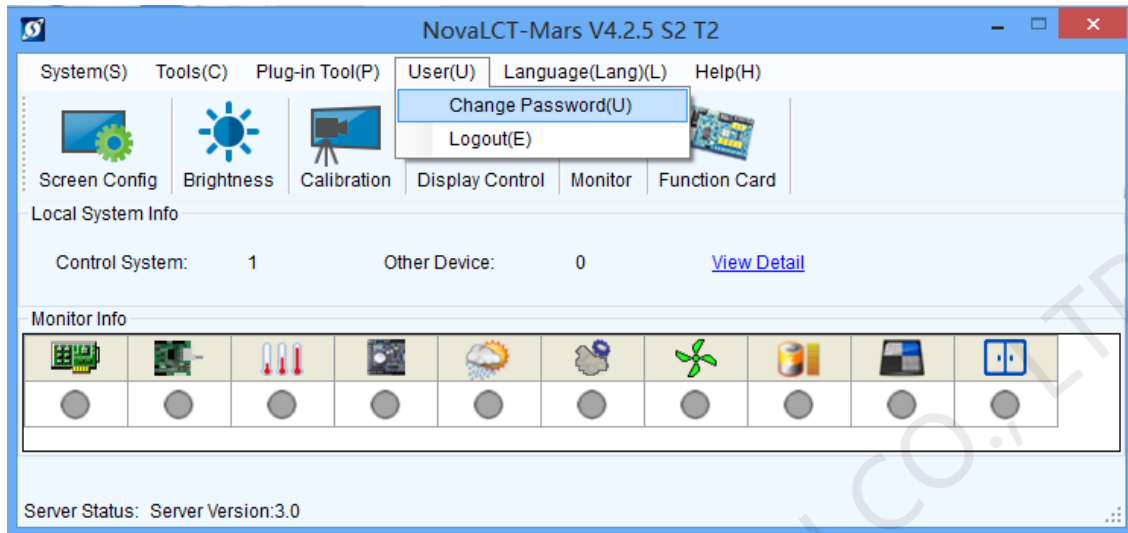 NovaLCT-Mars V4.2.5 S2 T2
System(S) Tools(C) Plug-in Tool(P) User(U) Language(Lang)(L) Help(H)
Change Password(U)
Logout(E)
Screen Config Brightness Calibration Display Control Monitor Function Card
Local System Info
Control System: 1 Other Device: 0 View Detail
Monitor Info
Server Status: Server Version:3.0
CO., LTD